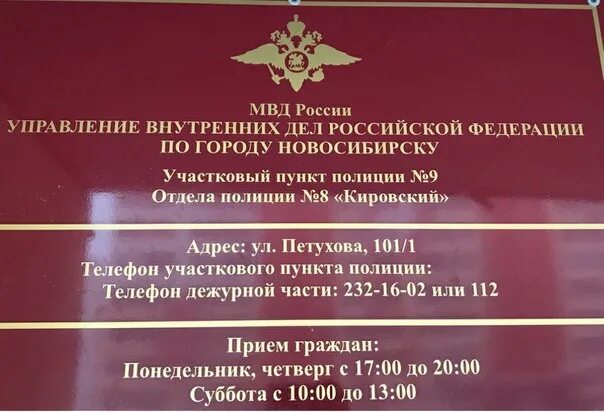 МВД России
УПРАВЛЕНИЕ ВНУТРЕННИХ ДЕЛ РОССИЙСКОЙ ФЕДЕРАЦИИ
ПО ГОРОДУ НОВОСИБИРСКУ
Участковый пункт полиции №9
Отдела полиции №8 «Кировский»
Адрес: ул. Петухова, 101/1
Телефон участкового пункта полиции:
Телефон дежурной части: 232-16-02 или 112
Прием граждан:
Понедельник, четверг с 17:00 до 20:00
Суббота с 10:00 до 13:00